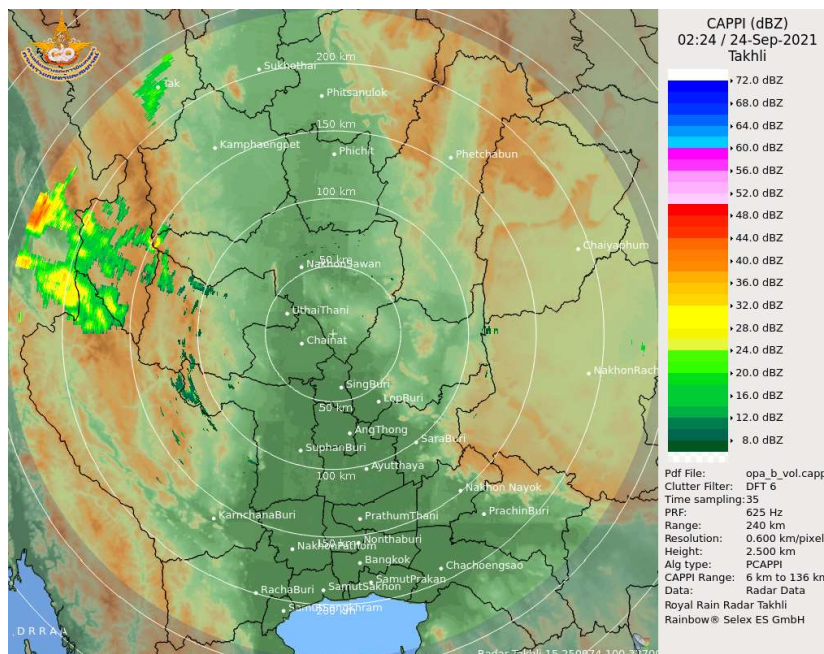 CAPPI (dBZ)
02:24 / 24-Sep-2021
Takhli
72.0 dBZ
68.0 dBZ
64.0 dBZ
60.0 dBZ
56.0 dBZ
52.0 dBZ
48.0 dBZ
44.0 dBZ
40.0 dBZ
36.0 dBZ
32.0 dBZ
28.0 dBZ
24.0 dBZ
20.0 dBZ
16.0 dBZ
12.0 dBZ
8.0 dBZ
Pdf File: opa_b_vol.capp
Clutter Filter: DFT 6
Time sampling:35
PRF: 625 Hz
Range: 240 km
Resolution: 0.600 km/pixel
Height: 2.500 km
Alg type: PCAPPI
CAPPI Range: 6 km to 136 km
Data: Radar Data
Royal Rain Radar Takhli
Rainbow® Selex ES GmbH
200 km
Sukhothai
Tak
Phitsanulok
150 km
Kamphaengpet
Phichit
Phetchabun
100 km
Chaiyaphum
50 km
NakhonSawan
UthaiThani
Chainat
NakhonRach
SingBuri
LopBuri
50 km
AngThong
SaraBuri
SuphanBuri
Ayutthaya
100 km
Nakhon Nayok
KamchanaBuri
PrathumThani
PrachinBuri
150 km
Nonthaburi
NakhonPathom
Bangkok
Chachoengsao
SamutPrakan
RachaBuri
SamutSakhon
SamutSongkhram
200 km
DRRAA